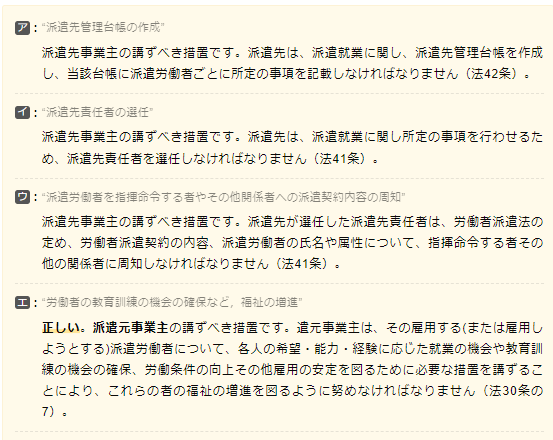 ア：“派遣先管理台帳の作成”
派遣先事業主の講ずべき措置です。派遣先は、派遣就業に関し、派遣先管理台帳を作成
し、当該台帳に派遣労働者ごとに所定の事項を記載しなければなりません（法42条）。
イ：“派遣先責任者の選任”
派遣先事業主の講ずべき措置です。派遣先は、派遣就業に関し所定の事項を行わせるた
め、派遣先責任者を選任しなければなりません（法41条）。
ウ：“派遣労働者を指揮命令する者やその他関係者への派遣契約内容の周知”
派遣先事業主の講ずべき措置です。派遣先が選任した派遣先責任者は、労働者派遣法の
定め、労働者派遣契約の内容、派遣労働者の氏名や属性について、指揮命令する者その
他の関係者に周知しなければなりません（法41条）。
エ：“労働者の教育訓練の機会の確保など，福祉の増進”
正しい。派遣元事業主の講ずべき措置です。遣元事業主は、その雇用する(または雇用し
ようとする)派遣労働者について、各人の希望・能力・経験に応じた就業の機会や教育訓
練の機会の確保、労働条件の向上その他雇用の安定を図るために必要な措置を講ずるこ
とにより、これらの者の福祉の増進を図るように努めなければなりません（法30条の
7）。